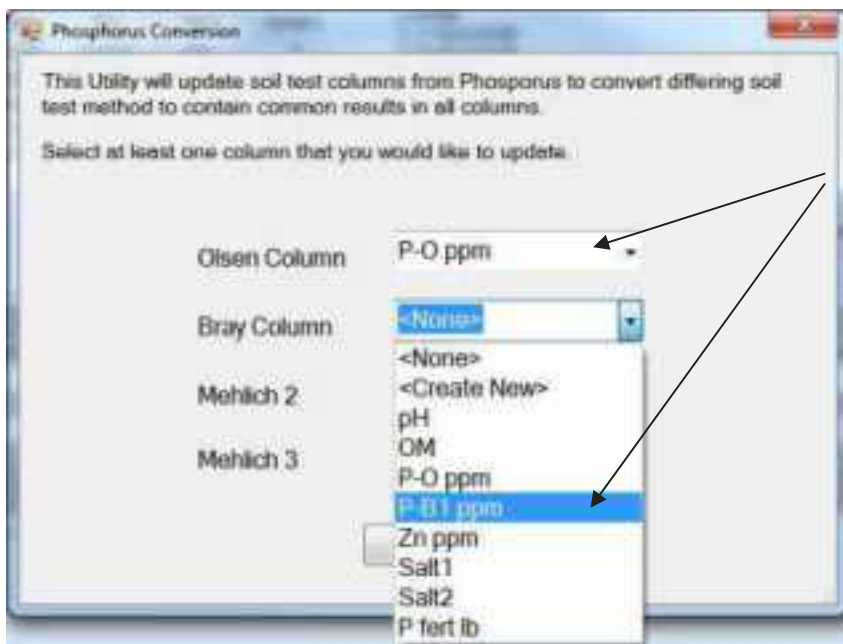 Phosphorus Conversion
This Utility will update soil test columns from Phosporus to convert differing soil
test method to contain common results in all columns.
Select at least one column that you would like to update.
Olsen Column
P-O ppm
Bray Column
<None>
<None>
<Create New>
pH
Mehlich 2
OM
Mehlich 3
P-O ppm
P-B1 ppm
Zn ppm
Salt1
Salt2
P fert lb